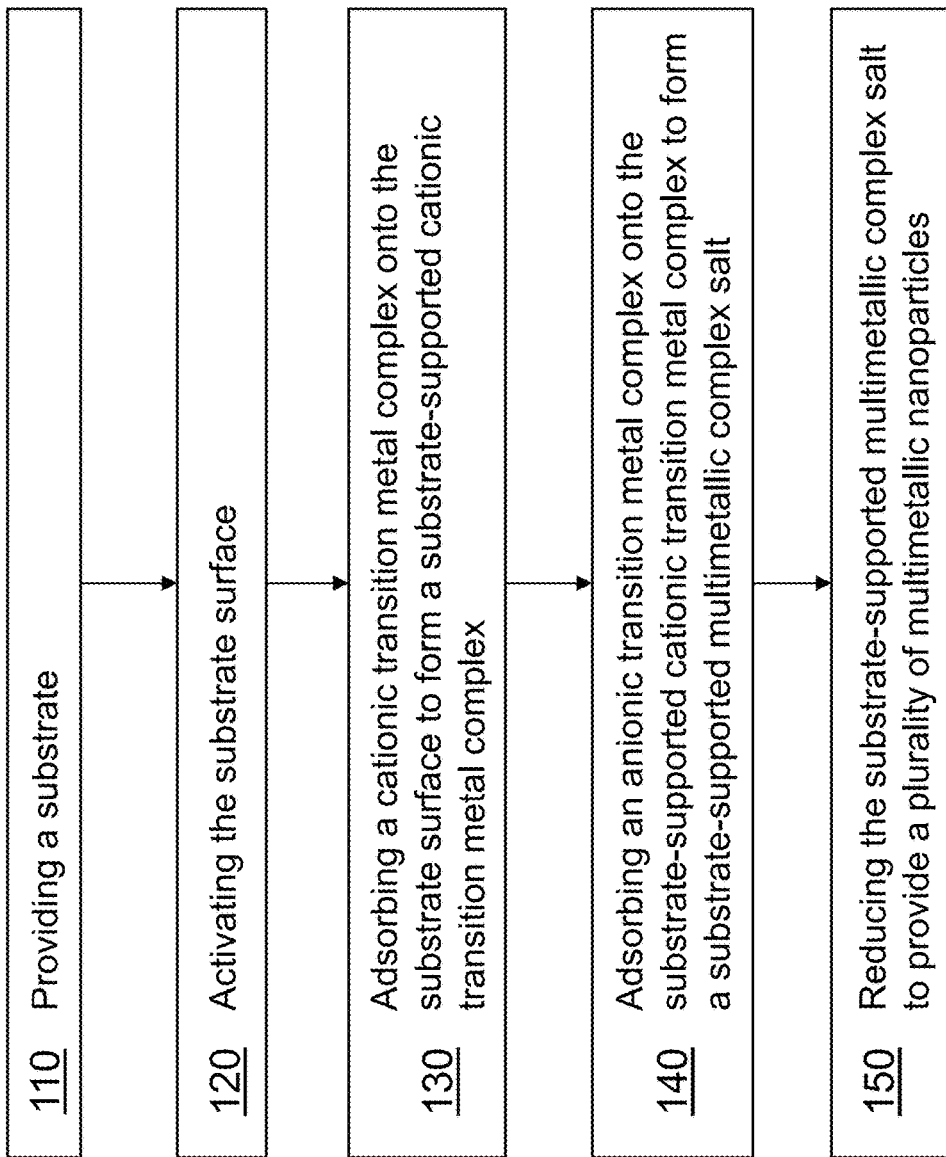 110 Providing a substrate
120 Activating the substrate surface
130 Adsorbing a cationic transition metal complex onto the
substrate surface to form a substrate-supported cationic
transition metal complex
140 Adsorbing an anionic transition metal complex onto the
substrate-supported cationic transition metal complex to form
a substrate-supported multimetallic complex salt
150 Reducing the substrate-supported multimetallic complex salt
to provide a plurality of multimetallic nanoparticles